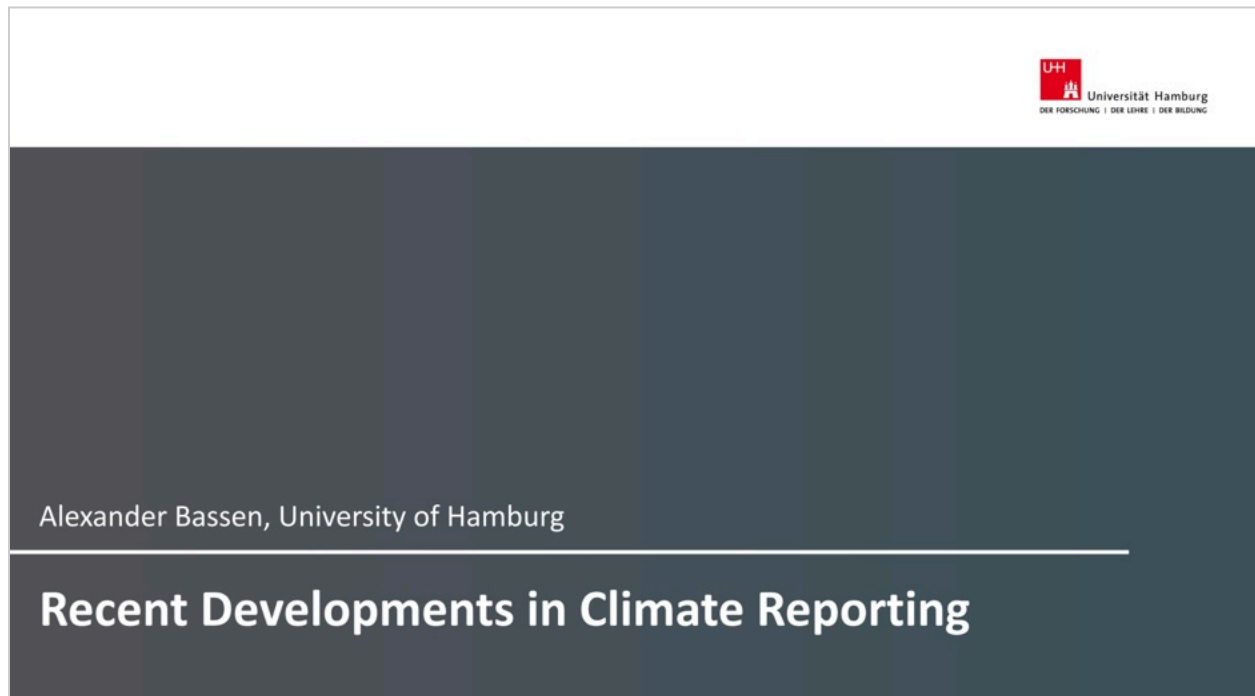 UHH
Universität Hamburg
DER FORSCHUNG | DER LEHRE | DER BILDUNG
Alexander Bassen, University of Hamburg
Recent Developments in Climate Reporting